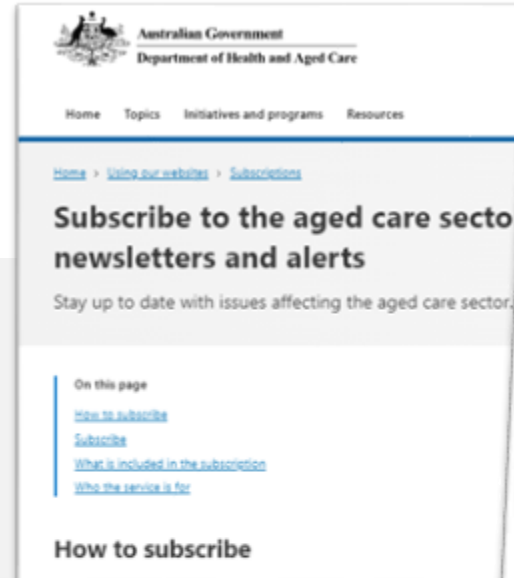 Australian Government
Department of Health and Aged Care
Home Topics Initiatives and programs Resources
Home > Using our websites > Subscriptions
Subscribe to the aged care secto
newsletters and alerts
Stay up to date with issues affecting the aged care sector.
On this page
How to subscribe
Subscribe
What is included in the subscription
Who the service is for
How to subscribe